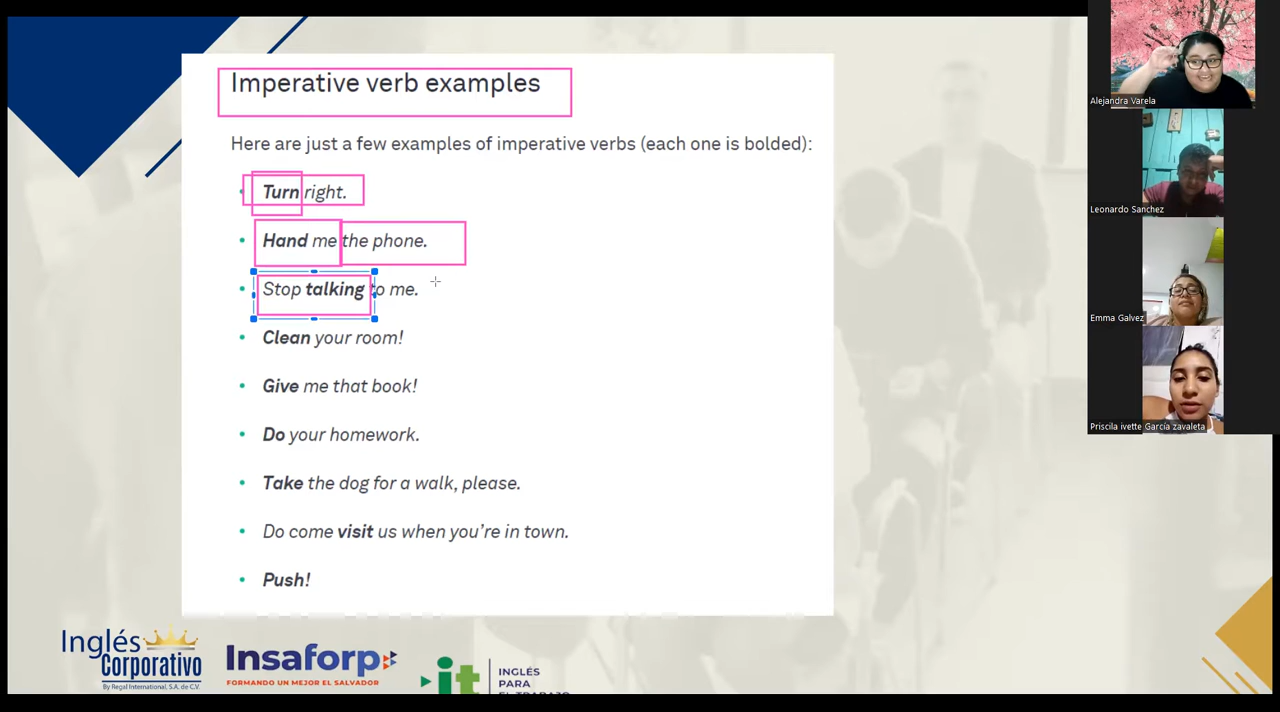 Imperative verb examples
Here are just a few examples of imperative verbs (each one is bolded):
• Turn right.
• Hand me the phone.
• Stop talking to me.
• Clean your room!
• Give me that book!
• Do your homework.
• Take the dog for a walk, please.
• Do come visit us when you're in town.
• Push!
Alejandra Varela
Leonardo Sanchez
Emma Galvez
Priscila ivette García zavaleta
Inglés
Corporativo
By Regal International, S.A. de C.V.
Insaforp
FORMANDO UN MEJOR EL SALVADOR
it
INGLÉS
PARA
EL TRABAJO